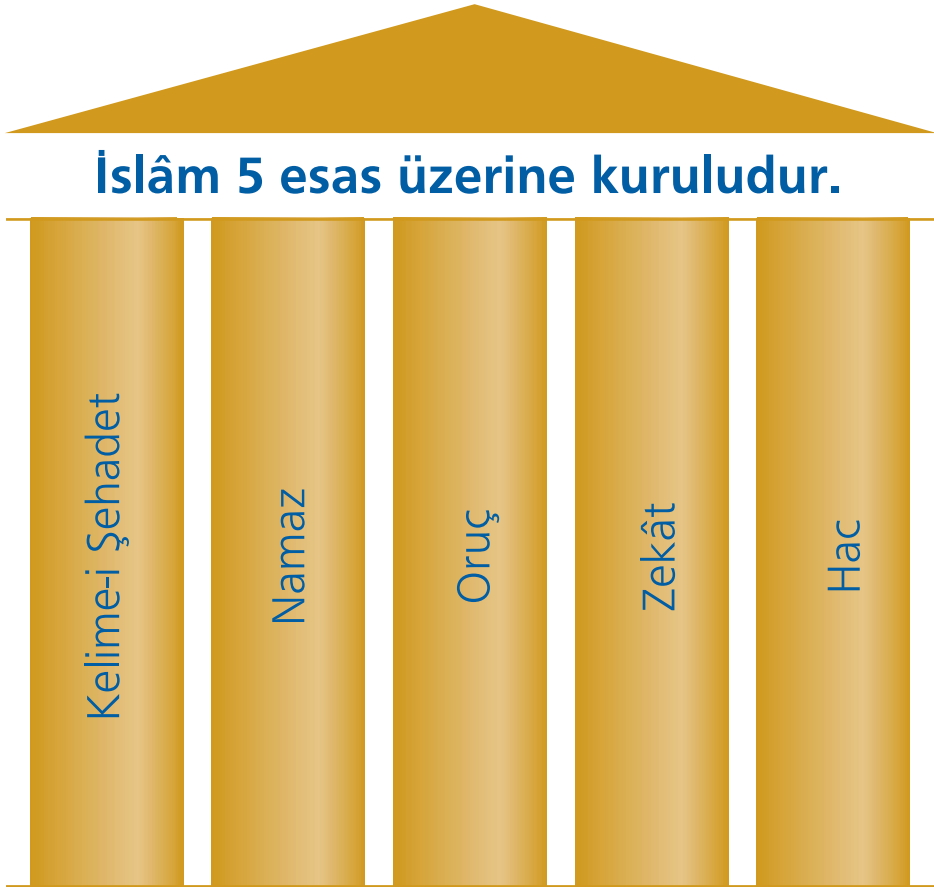 İslâm 5 esas üzerine kuruludur.
Kelime-i Şehadet
Namaz
Oruç
Zekât
Hac